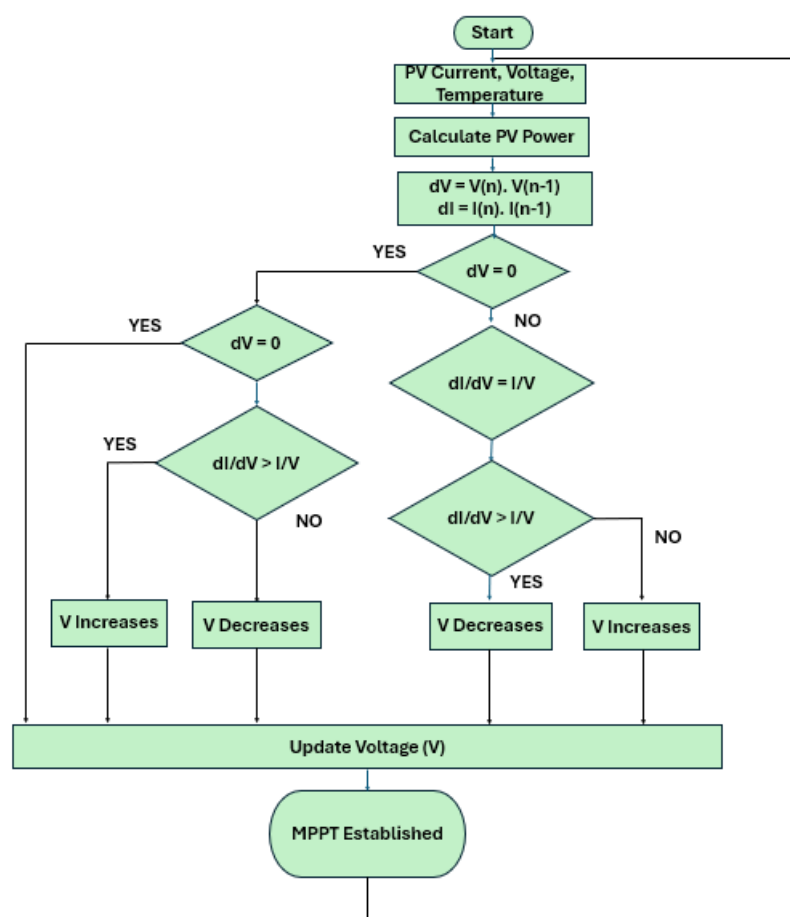 Start
PV Current, Voltage,
Temperature
Calculate PV Power
dV = V(n). V(n-1)
dI = I(n). I(n-1)
YES
dV = 0
NO
YES
dV = 0
dI/dV = I/V
YES
dI/dV > I/V
NO
dI/dV > I/V
NO
YES
V Increases
V Decreases
V Decreases
V Increases
Update Voltage (V)
MPPT Established